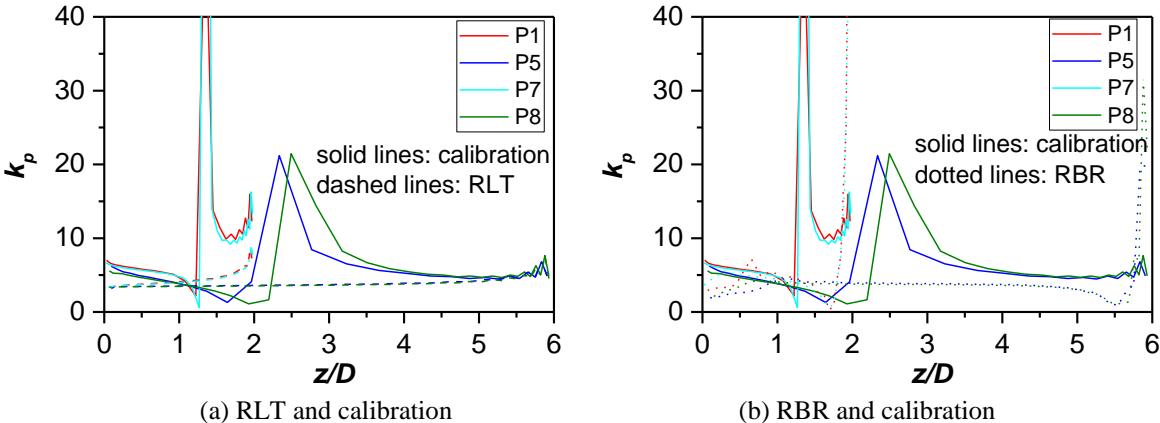 40
30
20
10
0
k_p
P1
P5
P7
P8
solid lines: calibration
dashed lines: RLT
0 1 2 3 4 5 6
z/D
(a) RLT and calibration
40
30
20
10
0
k_p
P1
P5
P7
P8
solid lines: calibration
dotted lines: RBR
0 1 2 3 4 5 6
z/D
(b) RBR and calibration